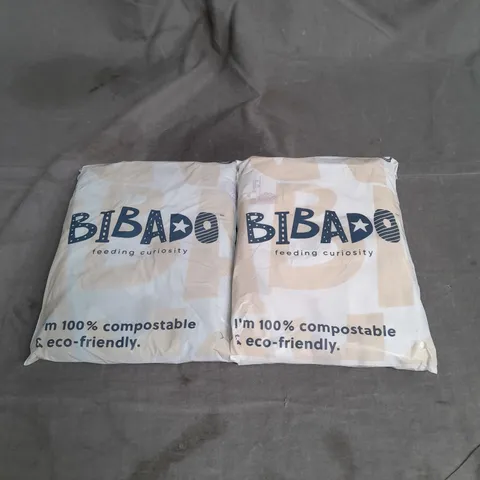 BIBADO
feeding curiosity
I'm 100% compostable
& eco-friendly.
BIBADO
feeding curiosity
I'm 100% compostable
& eco-friendly.